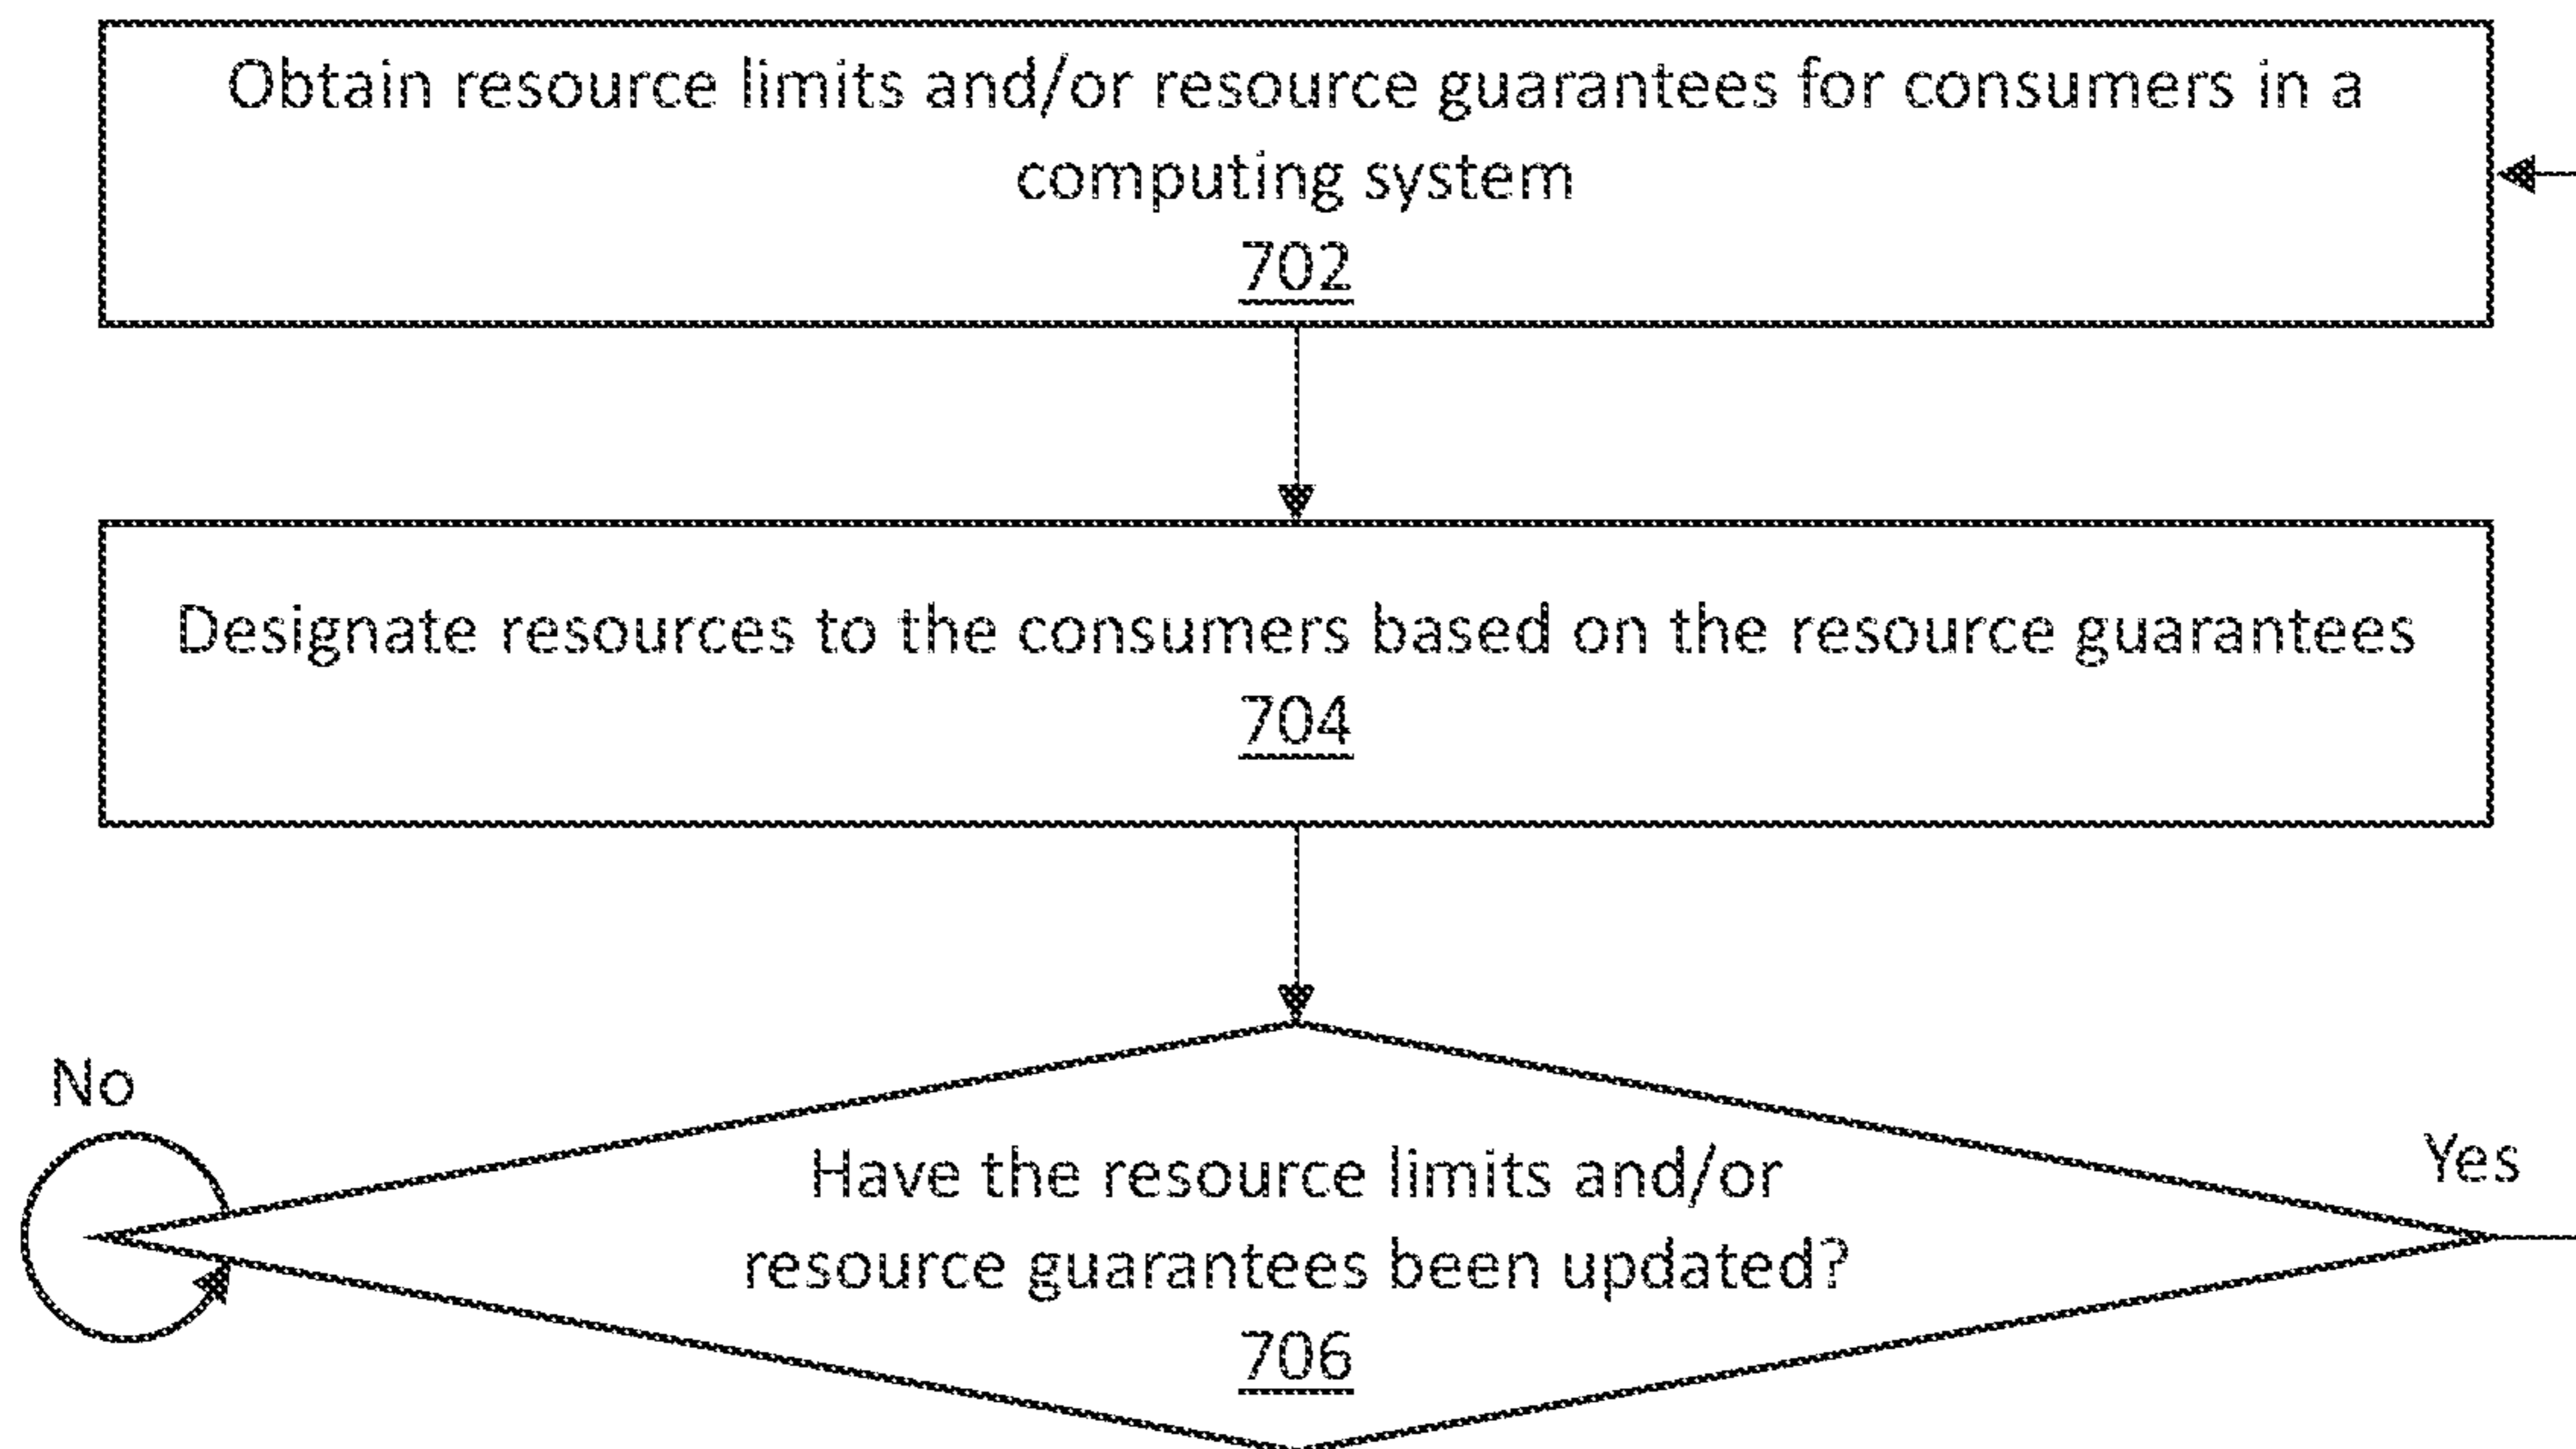 Obtain resource limits and/or resource guarantees for consumers in a
computing system
702
Designate resources to the consumers based on the resource guarantees
704
No
Yes
Have the resource limits and/or
resource guarantees been updated?
706